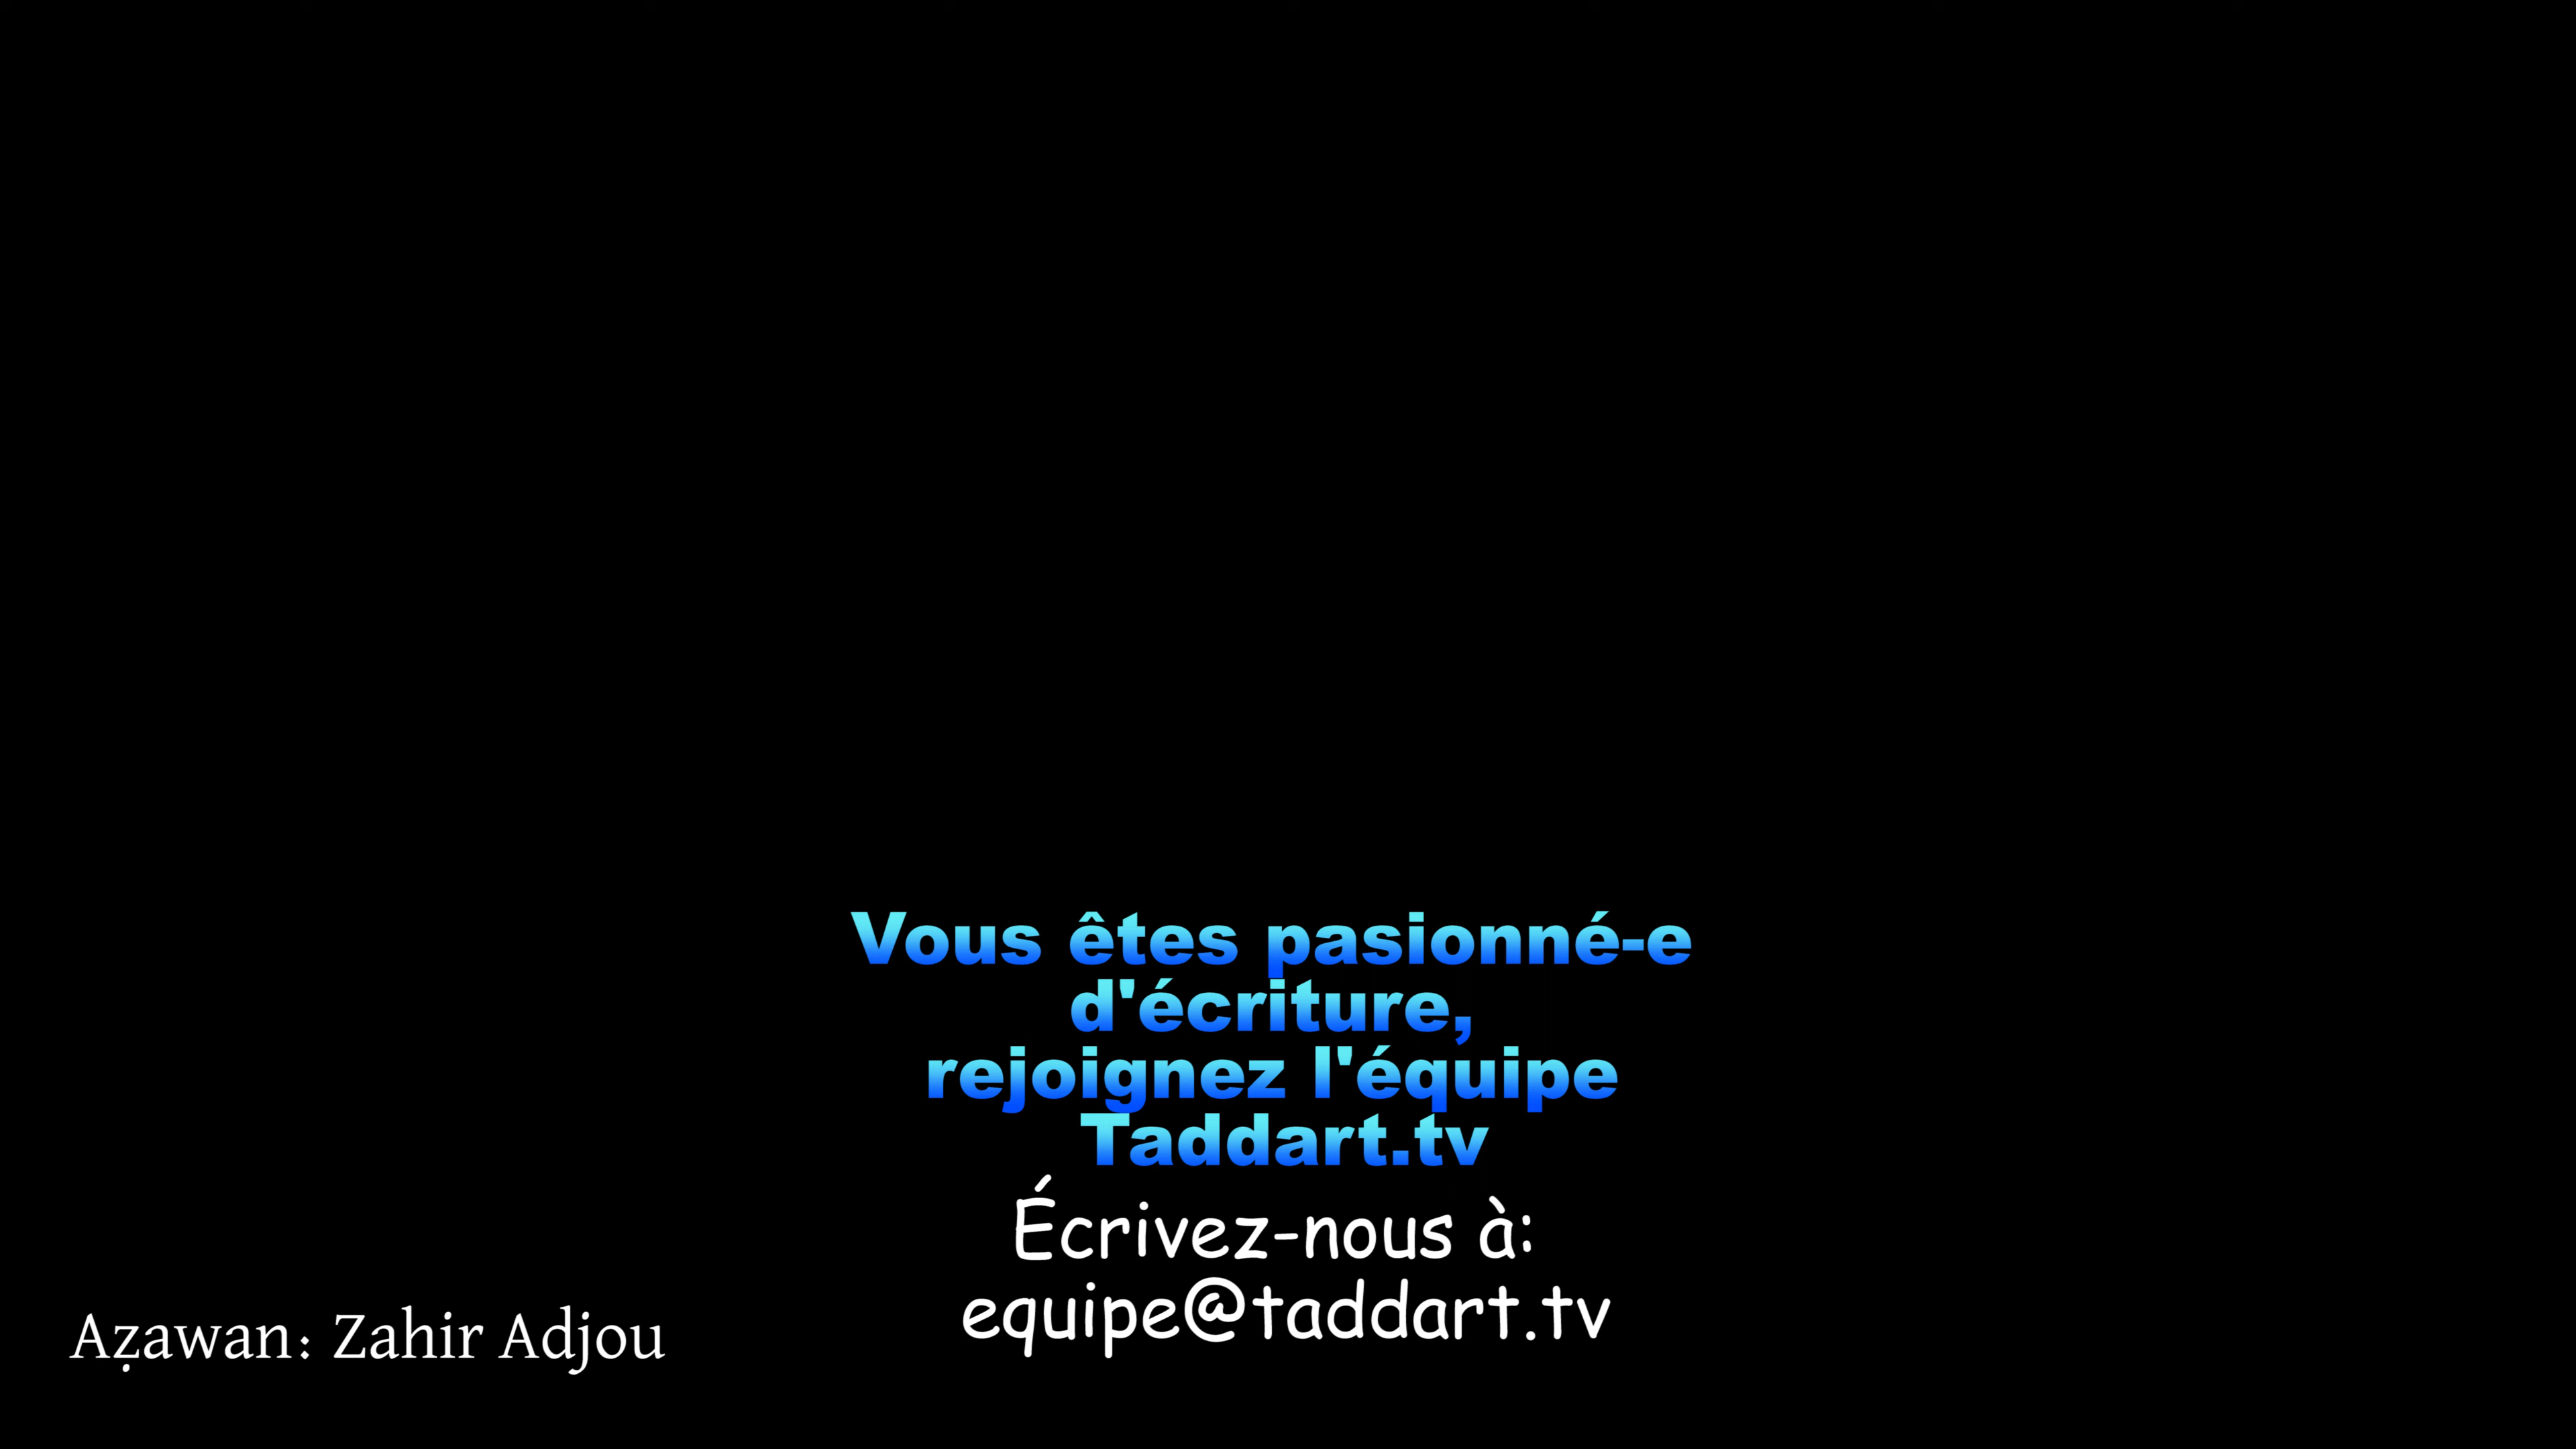 Vous êtes pasionné-e
d'écriture,
rejoignez l'équipe
Taddart.tv
Écrivez-nous à:
equipe@taddart.tv
Aẓawan: Zahir Adjou